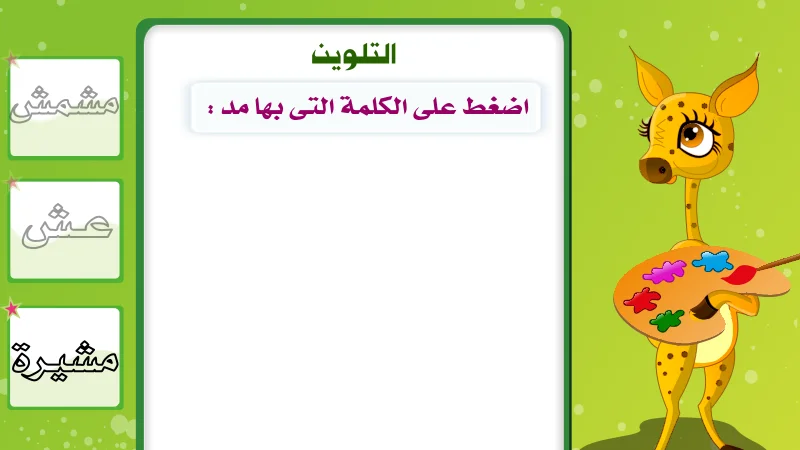 التلوين
اضغط على الكلمة التى بها مد :
مشمش
عش
مشيرة